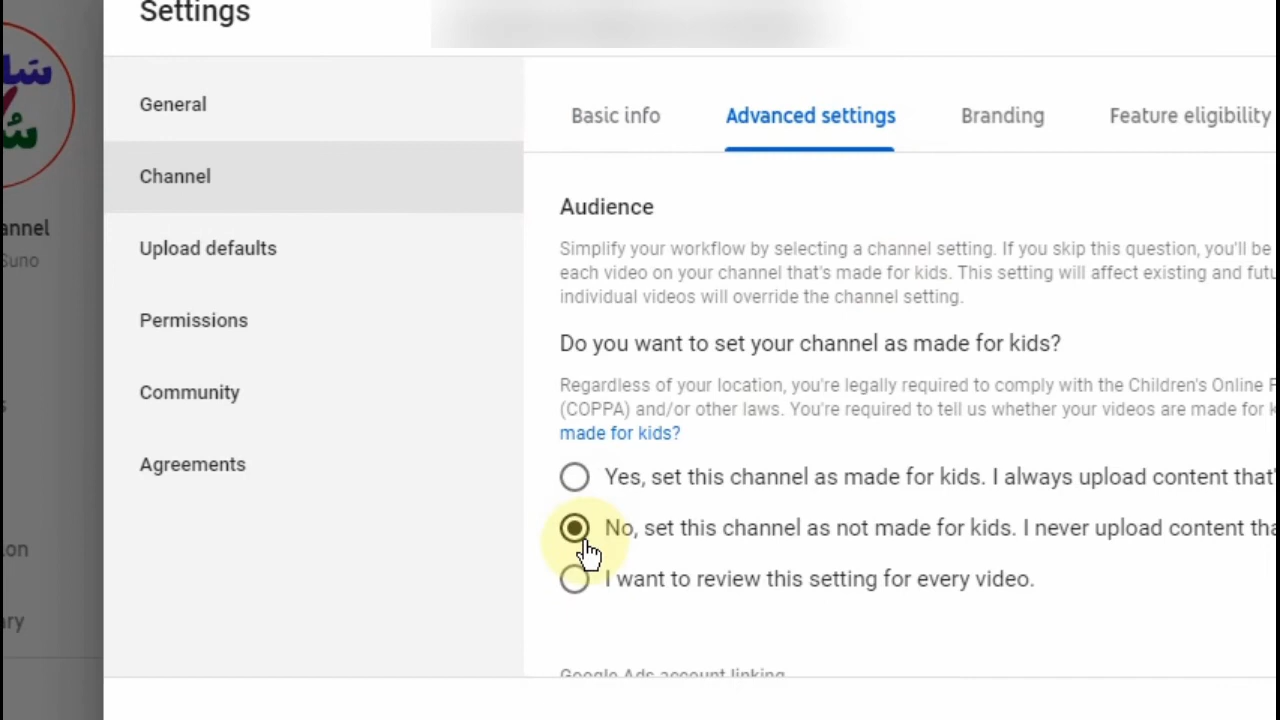 Settings
General
Channel
Upload defaults
Permissions
Community
Agreements
annel
Suno
Basic info
Advanced settings
Branding
Feature eligibility
Audience
Simplify your workflow by selecting a channel setting. If you skip this question, you'll be
each video on your channel that's made for kids. This setting will affect existing and futu
individual videos will override the channel setting.
Do you want to set your channel as made for kids?
Regardless of your location, you're legally required to comply with the Children's Online P
(COPPA) and/or other laws. You're required to tell us whether your videos are made for k
made for kids?
Yes, set this channel as made for kids. I always upload content that'
No, set this channel as not made for kids. I never upload content tha
I want to review this setting for every video.
Google Ads account linking